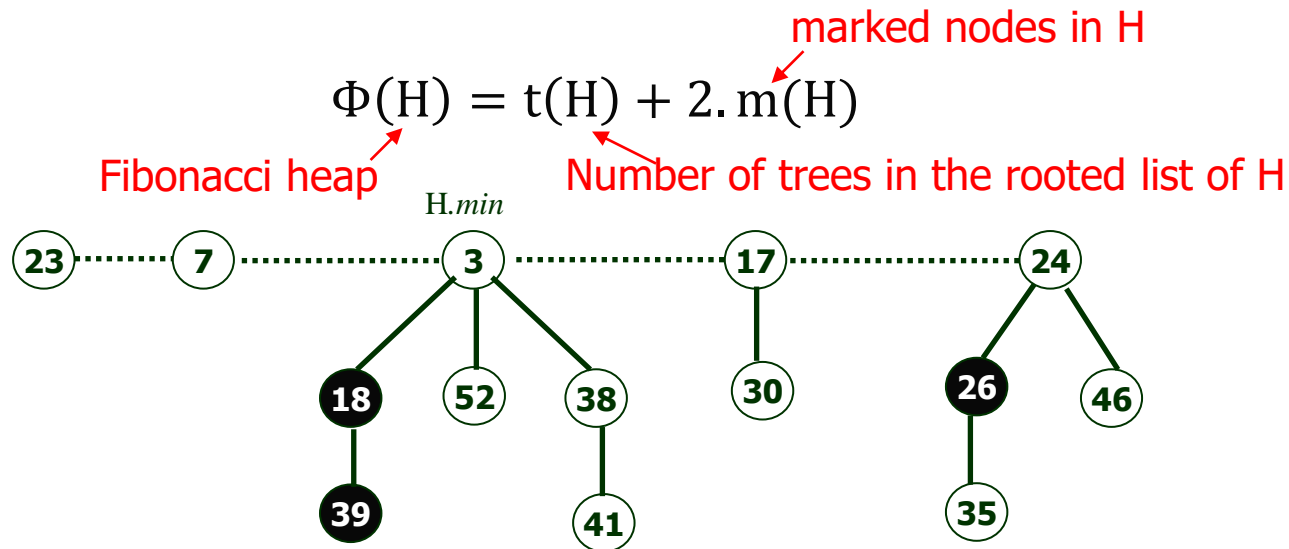 marked nodes in H
Φ(H) = t(H) + 2. m(H)
Fibonacci heap
Number of trees in the rooted list of H
H.min
23 7 3 17 24
18 52 38 30 26 46
39 41 35